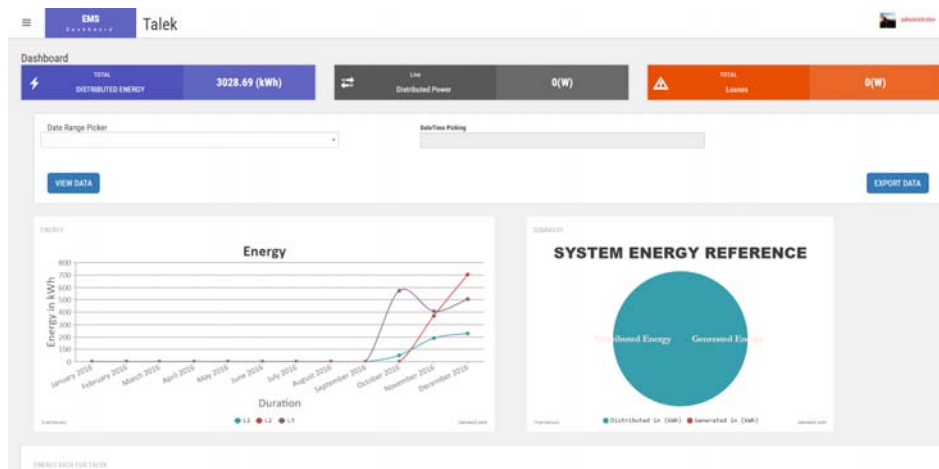 EMS
Dashboard
Talek
administrator
Dashboard
TOTAL
DISTRIBUTED ENERGY
3028.69 (kWh)
Live
Distributed Power
0(W)
TOTAL
Losses
0(W)
Date Range Picker
DateTime Picking
VIEW DATA
EXPORT DATA
ENERGY
Energy
800
700
600
500
400
300
200
100
0
Energy in kWh
January 2016
February 2016
March 2016
April 2016
May 2016
June 2016
July 2016
August 2016
September 2016
October 2016
November 2016
December 2016
Duration
L1 L2 L3
SUMMARY
SYSTEM ENERGY REFERENCE
Distributed Energy
Generated Energy
Distributed in (kWh) Generated in (kWh)
ENERGY DATA FOR TALEK